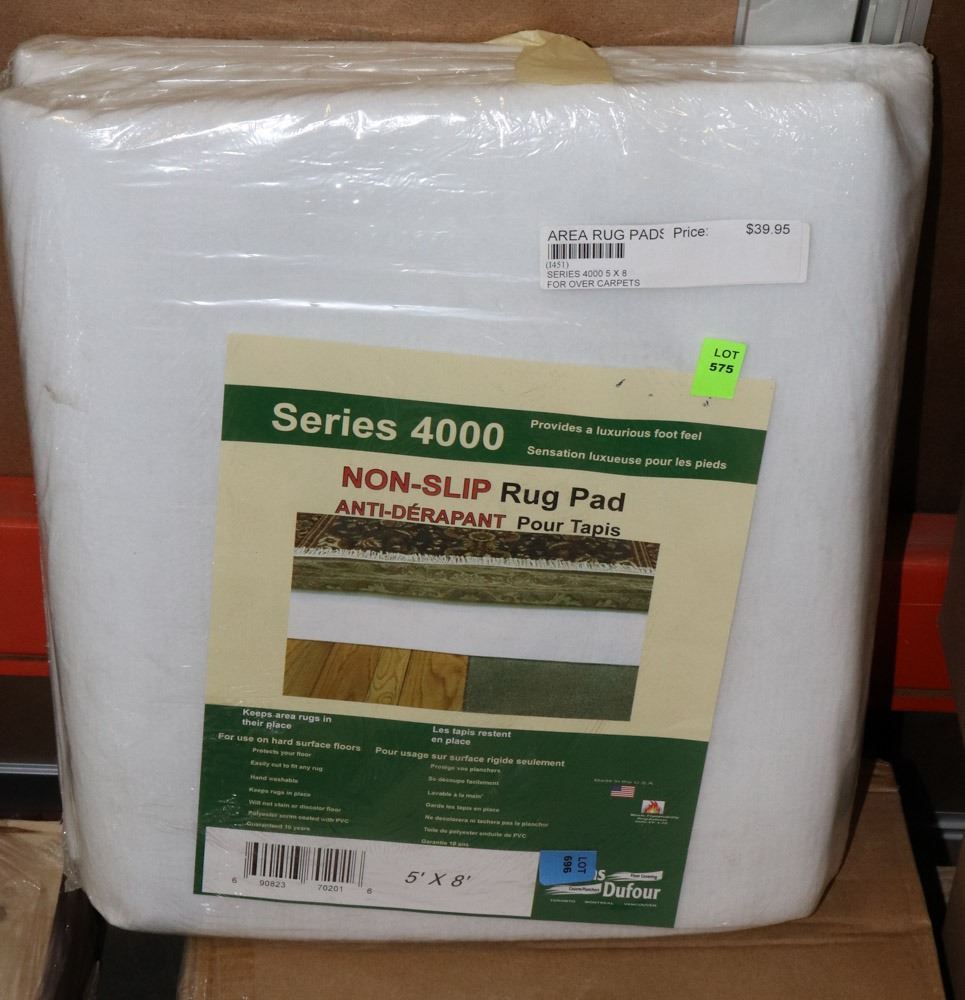 AREA RUG PADS Price: $39.95
(I451)
SERIES 4000 5 X 8
FOR OVER CARPETS
LOT
575
Series 4000
Provides a luxurious foot feel
Sensation luxueuse pour les pieds
NON-SLIP Rug Pad
ANTI-DÉRAPANT Pour Tapis
Keeps area rugs in
their place
For use on hard surface floors
Protects your floor
Easily cut to fit any rug
Hand washable
Keeps rugs in place
Will not stain or discolor floor
Polyester scrim coated with PVC
Guaranteed 10 years
Les tapis restent
en place
Pour usage sur surface rigide seulement
Protège vos planchers
Se découpe facilement
Lavable à la main
Garde les tapis en place
Ne decolorera ni tachera pas le plancher
Toile de polyester enduite de PVC
Garantie 10 ans
Made in the U.S.A.
6 90823 70201 6
5' X 8'
LOT
696
Floor Covering
Dufour
TORONTO MONTREAL VANCOUVER